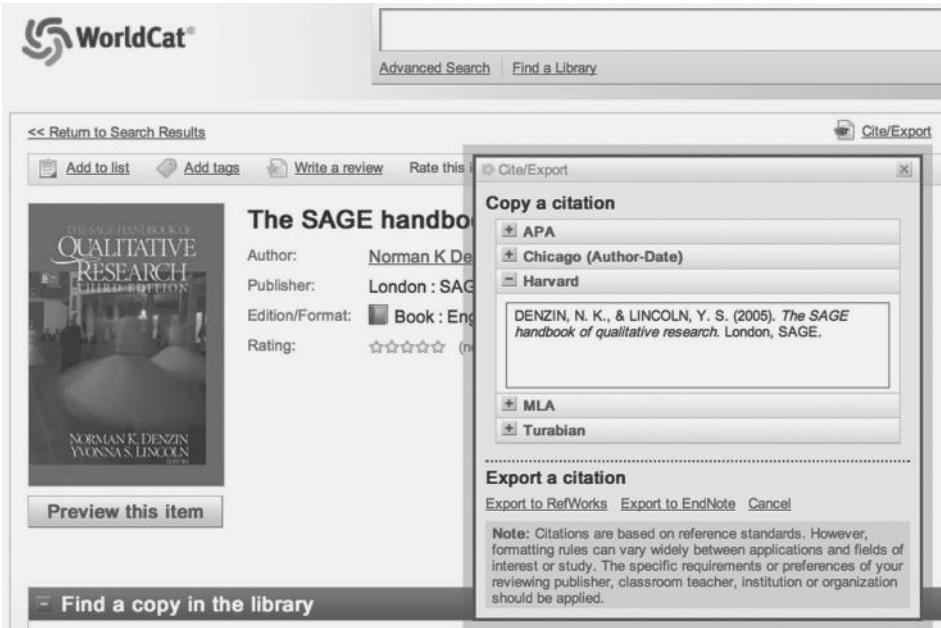 WorldCat®
Advanced Search Find a Library
<< Return to Search Results
Cite/Export
Add to list Add tags Write a review Rate this i
THE SAGE HANDBOOK OF
QUALITATIVE
RESEARCH
THIRD EDITION
NORMAN K. DENZIN
YVONNA S. LINCOLN
Preview this item
The SAGE handbo
Author: Norman K De
Publisher: London : SAG
Edition/Format: Book : Eng
Rating: (no
Cite/Export
Copy a citation
APA
Chicago (Author-Date)
Harvard
DENZIN, N. K., & LINCOLN, Y. S. (2005). The SAGE
handbook of qualitative research. London, SAGE.
MLA
Turabian
Export a citation
Export to RefWorks Export to EndNote Cancel
Note: Citations are based on reference standards. However,
formatting rules can vary widely between applications and fields of
interest or study. The specific requirements or preferences of your
reviewing publisher, classroom teacher, institution or organization
should be applied.
Find a copy in the library